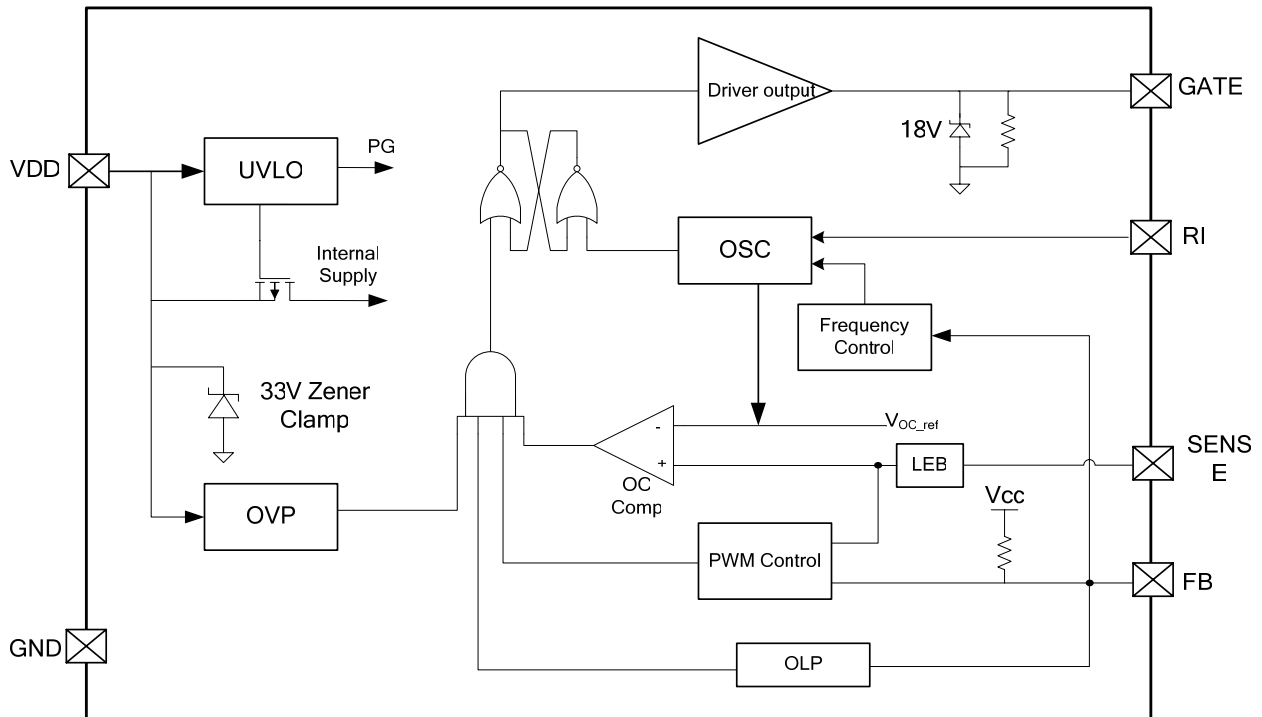 Driver output
GATE
18V
PG
VDD
UVLO
RI
OSC
Internal
Supply
Frequency
Control
33V Zener
Clamp
-
VOC_ref
SENS
E
+
LEB
OC
Comp
Vcc
OVP
PWM Control
FB
GND
OLP